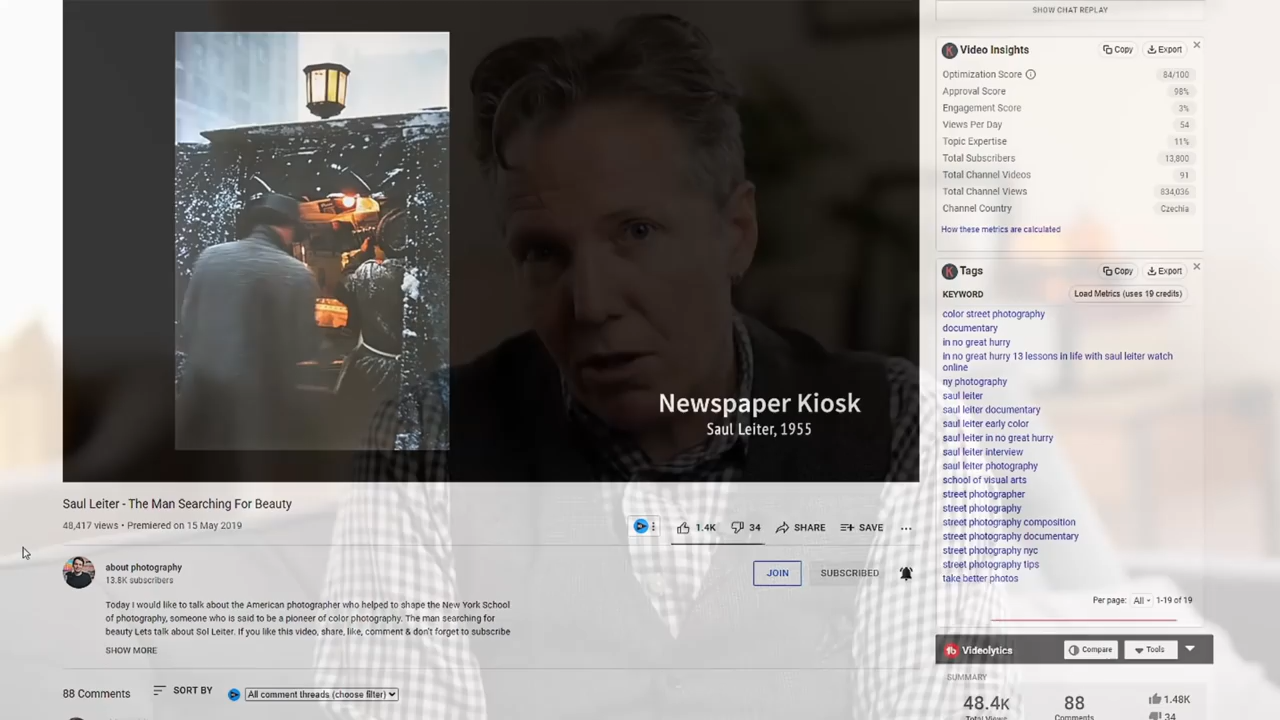 SHOW CHAT REPLAY
Newspaper Kiosk
Saul Leiter, 1955
Saul Leiter - The Man Searching For Beauty
48,417 views • Premiered on 15 May 2019
1.4K
34
SHARE
SAVE
about photography
13.8K subscribers
JOIN
SUBSCRIBED
Today I would like to talk about the American photographer who helped to shape the New York School
of photography, someone who is said to be a pioneer of color photography. The man searching for
beauty Lets talk about Sol Leiter. If you like this video, share, like, comment & don't forget to subscribe
SHOW MORE
88 Comments
SORT BY
All comment threads (choose filter)
Video Insights
Copy
Export
Optimization Score 84/100
Approval Score 98%
Engagement Score 3%
Views Per Day 54
Topic Expertise 11%
Total Subscribers 13,800
Total Channel Videos 91
Total Channel Views 834,036
Channel Country Czechia
How these metrics are calculated
Tags
Copy
Export
KEYWORD
Load Metrics (uses 19 credits)
color street photography
documentary
in no great hurry
in no great hurry 13 lessons in life with saul leiter watch
online
ny photography
saul leiter
saul leiter documentary
saul leiter early color
saul leiter in no great hurry
saul leiter interview
saul leiter photography
school of visual arts
street photographer
street photography
street photography composition
street photography documentary
street photography nyc
street photography tips
take better photos
Per page: All 1-19 of 19
Videolytics
Compare
Tools
SUMMARY
48.4K
Total Views
88
Comments
1.48K
34